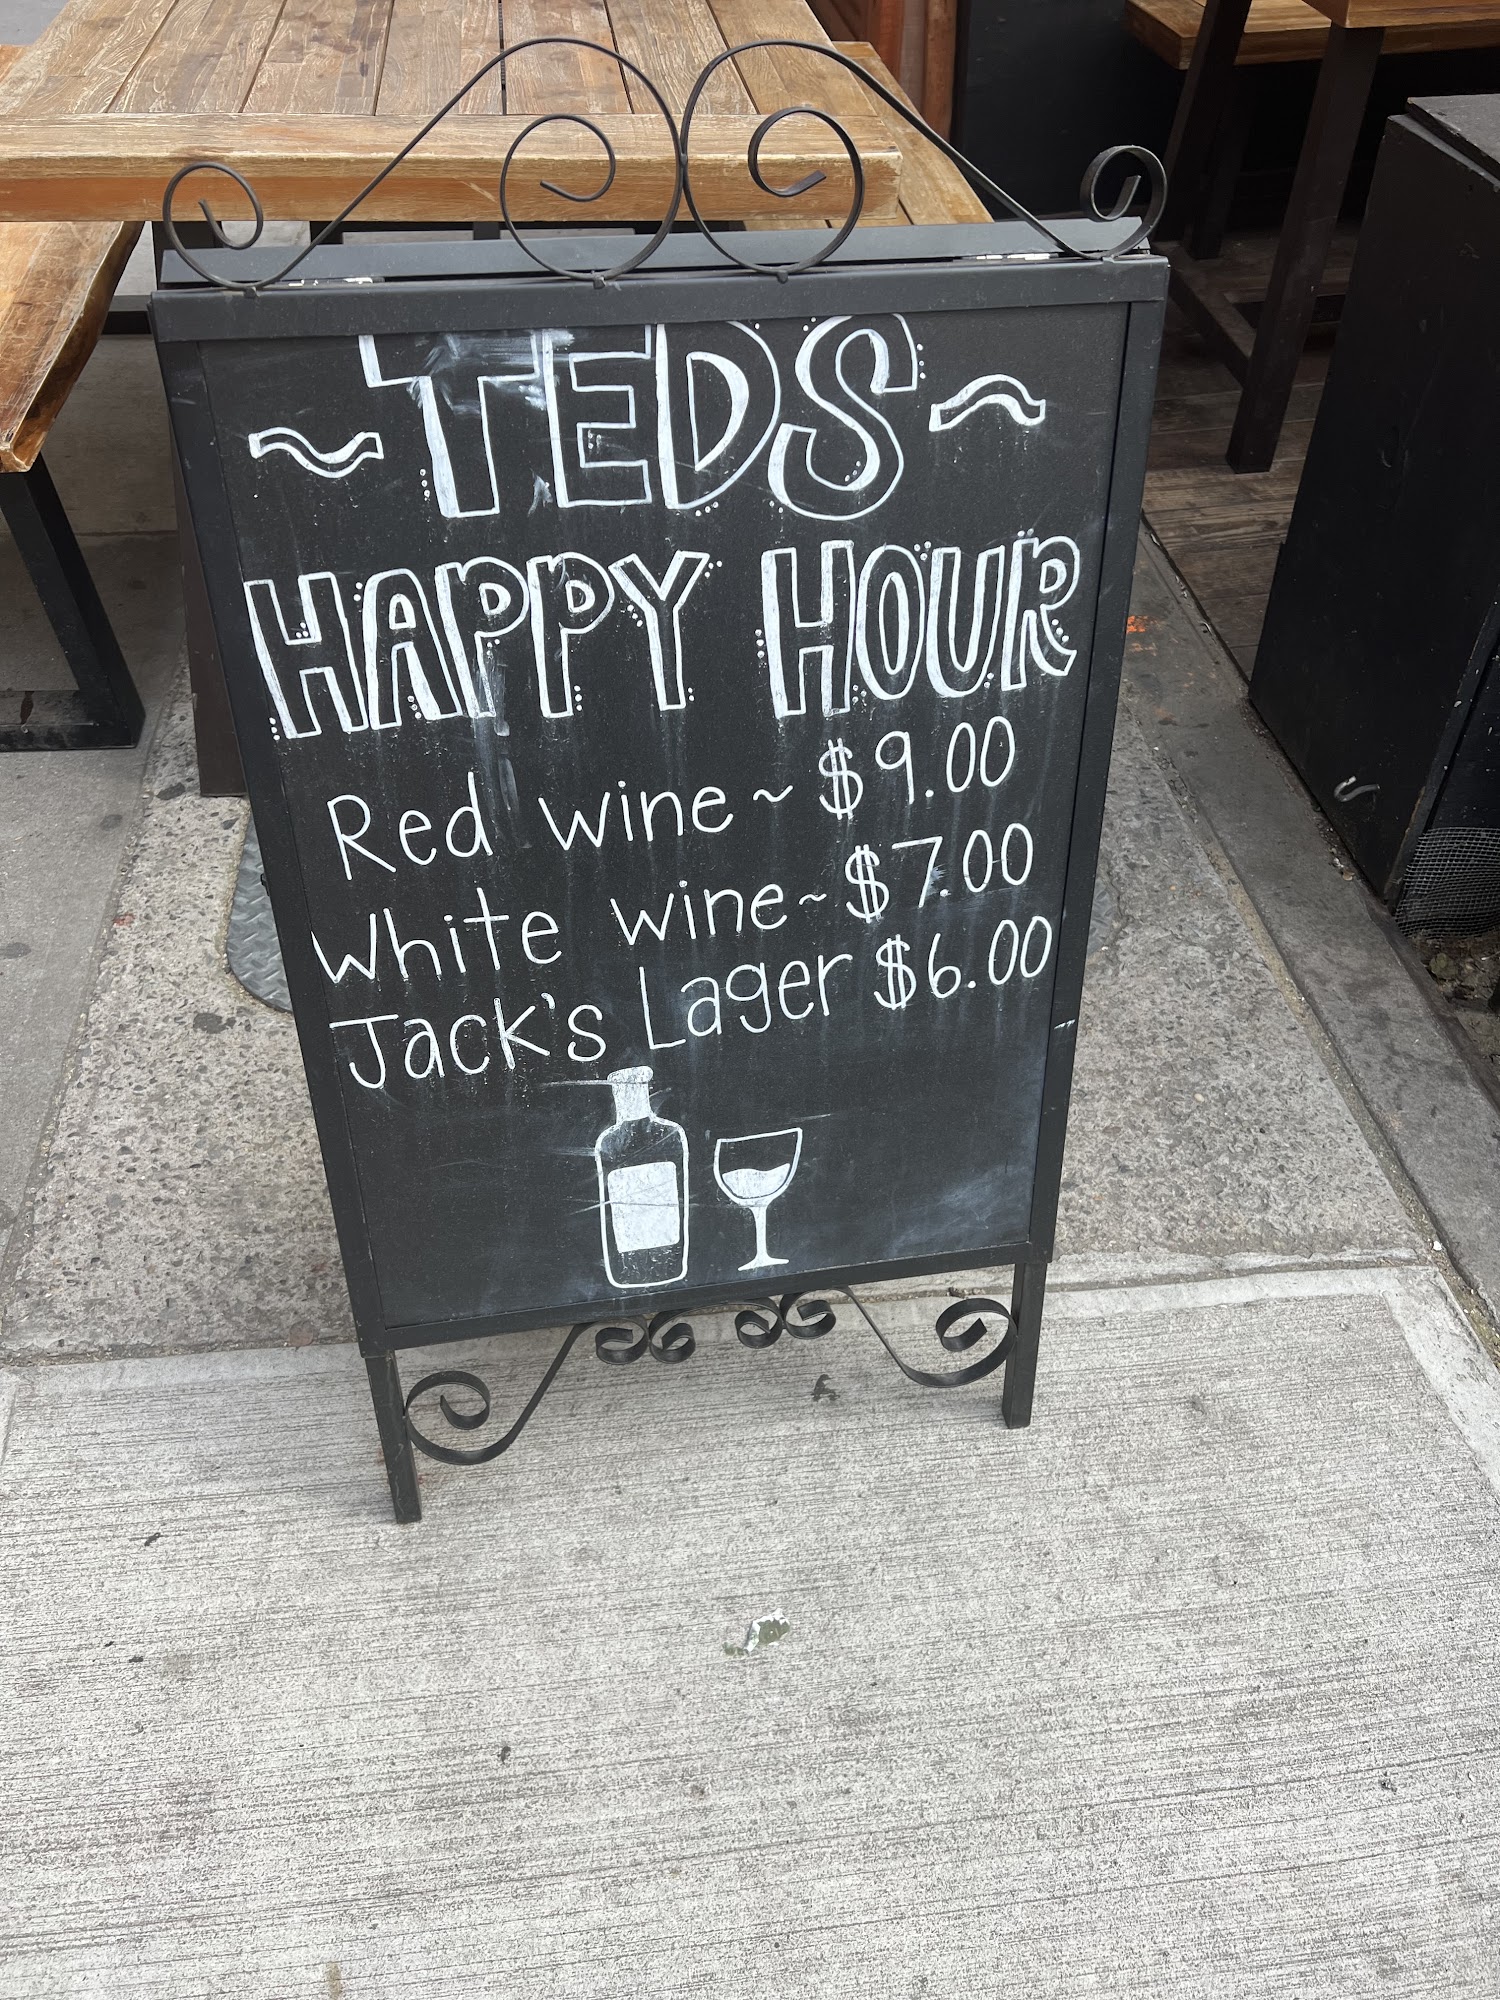 ~TEDS~
HAPPY HOUR
Red wine ~ $9.00
White wine ~ $7.00
Jack's Lager $6.00